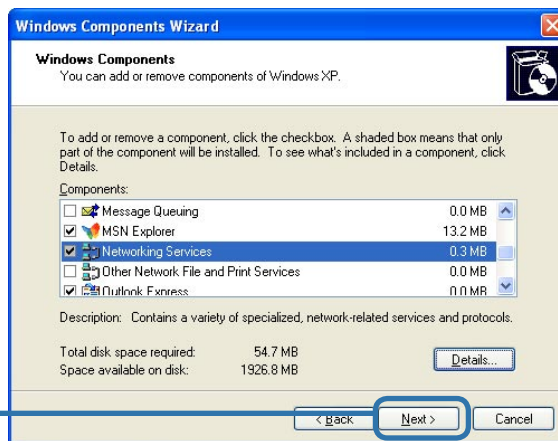 Windows Components Wizard
Windows Components
You can add or remove components of Windows XP.
To add or remove a component, click the checkbox. A shaded box means that only
part of the component will be installed. To see what's included in a component, click
Details.
Components:
Message Queuing 0.0 MB
MSN Explorer 13.2 MB
Networking Services 0.3 MB
Other Network File and Print Services 0.0 MB
Outlook Express 0.0 MB
Description: Contains a variety of specialized, network-related services and protocols.
Total disk space required: 54.7 MB
Space available on disk: 1926.8 MB
Details...
< Back Next > Cancel